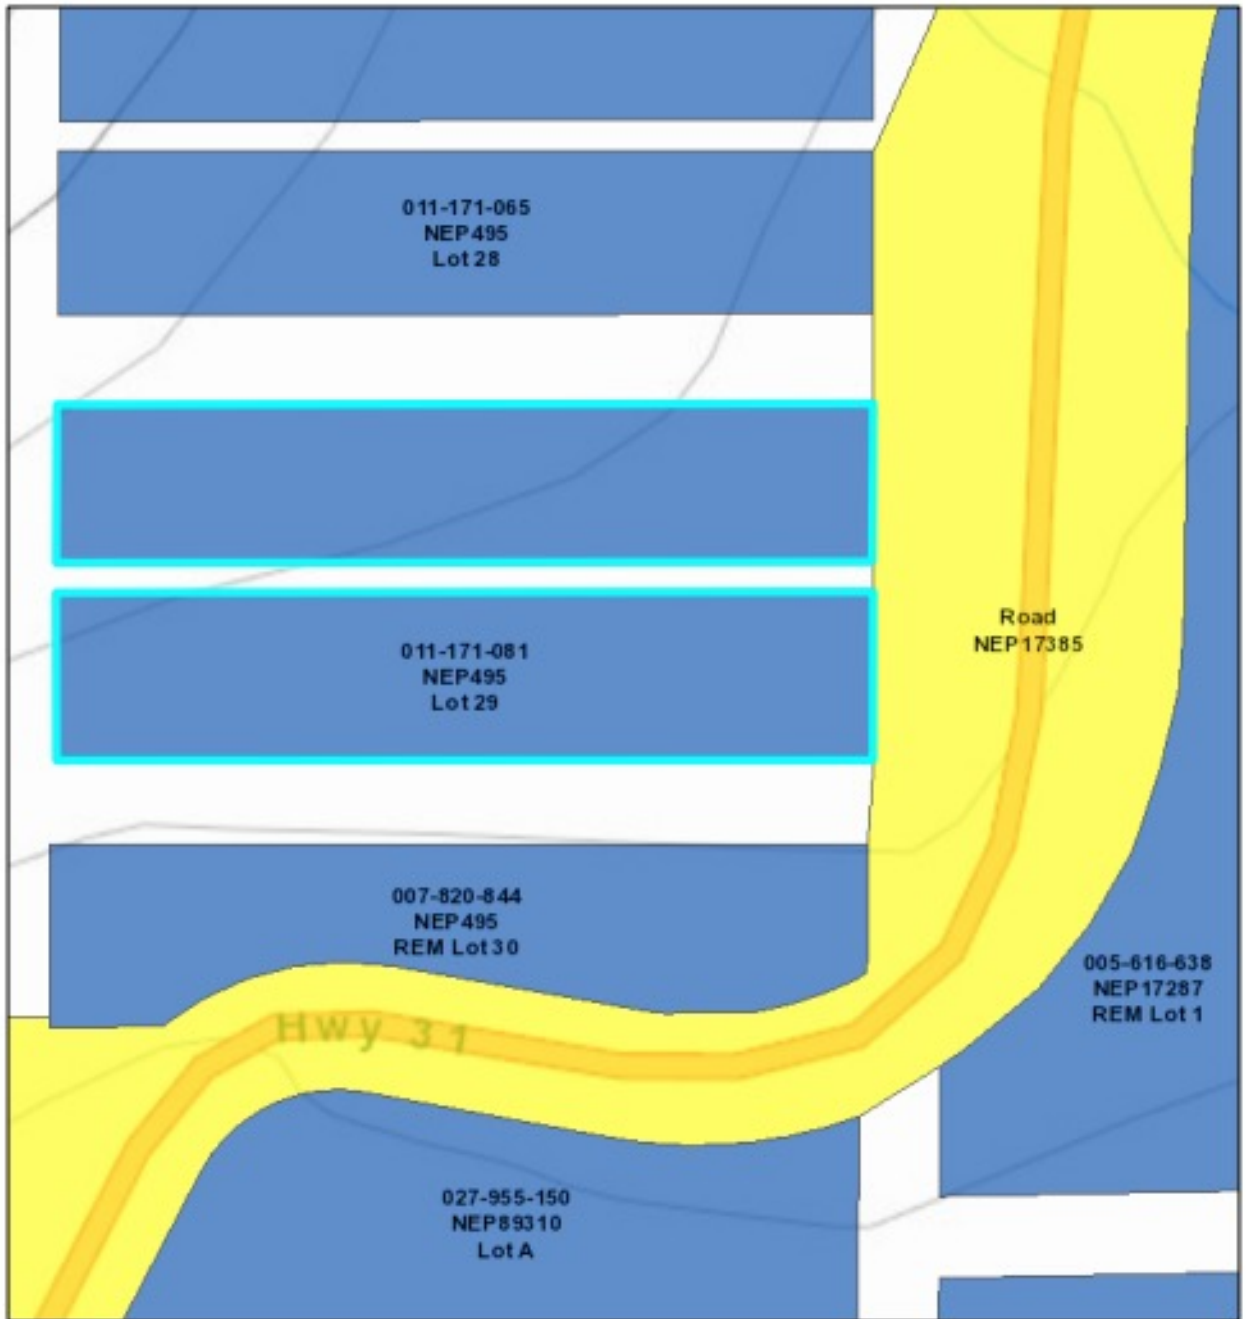 011-171-065
NEP495
Lot 28
011-171-081
NEP495
Lot 29
Road
NEP17385
007-820-844
NEP495
REM Lot 30
005-616-638
NEP17287
REM Lot 1
Hwy 31
027-955-150
NEP89310
Lot A